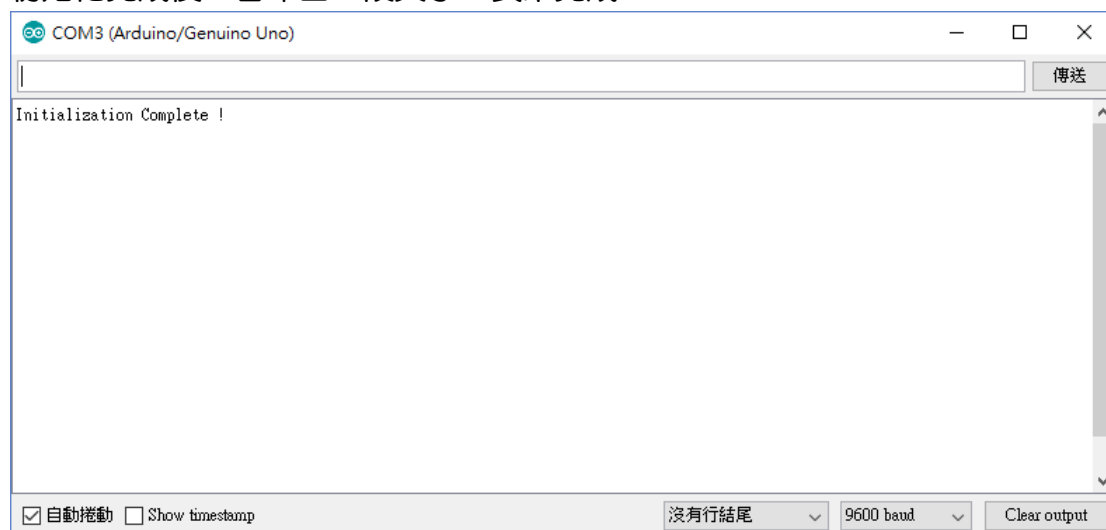 COM3 (Arduino/Genuino Uno)
傳送
Initialization Complete !
自動捲動 Show timestamp 沒有行結尾 9600 baud Clear output